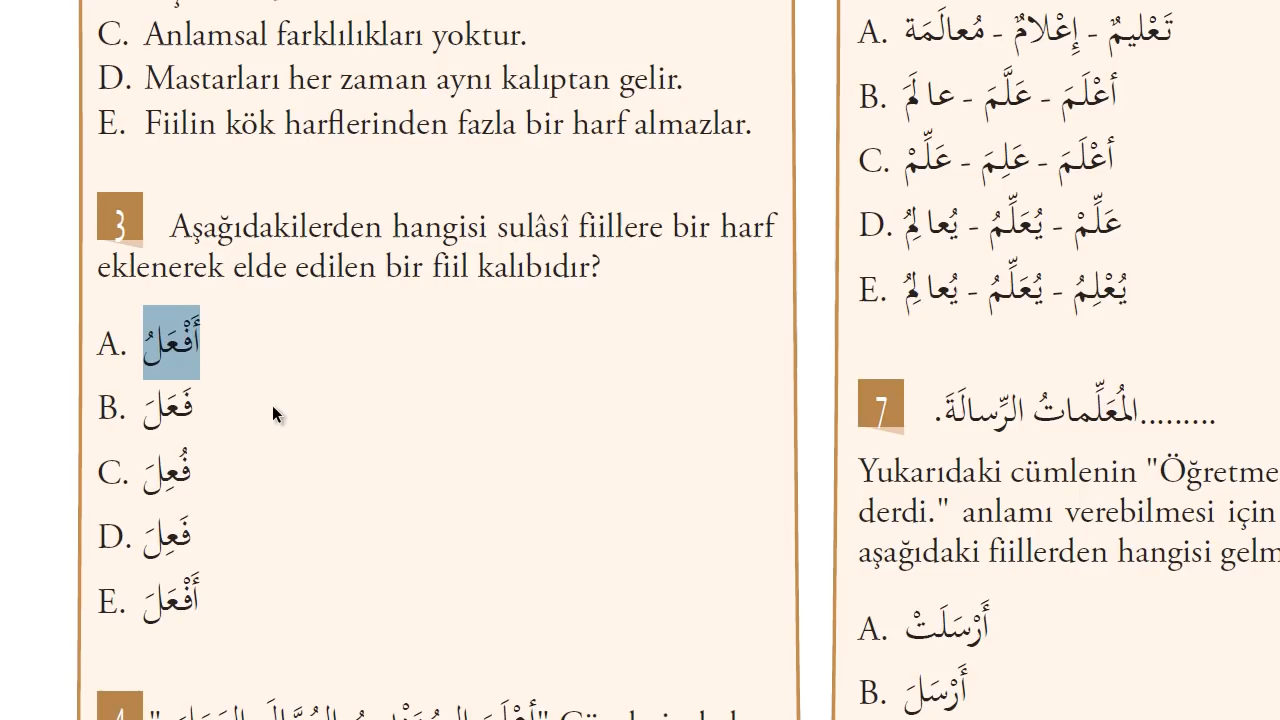 C. Anlamsal farklılıkları yoktur.
D. Mastarları her zaman aynı kalıptan gelir.
E. Fiilin kök harflerinden fazla bir harf almazlar.
3 Aşağıdakilerden hangisi sulâsî fiillere bir harf
eklenerek elde edilen bir fiil kalıbıdır?
A. أَفْعَلُ
B. فَعَلَ
C. فُعِلَ
D. فَعِلَ
E. أَفْعَلَ
A. تَعْليمٌ - إِعْلامٌ - مُعالَمَة
B. أعْلَمَ - عَلَّمَ - عالَمَ
C. أعْلَمَ - عَلِمَ - عَلِّمْ
D. عَلِّمْ - يُعَلِّمُ - يُعالِمُ
E. يُعْلِمُ - يُعَلِّمُ - يُعالِمُ
7 .........المُعَلِّماتُ الرِّسالَةَ.
Yukarıdaki cümlenin "Öğretme
derdi." anlamı verebilmesi için
aşağıdaki fiillerden hangisi gelm
A. أَرْسَلَتْ
B. أَرْسَلَ